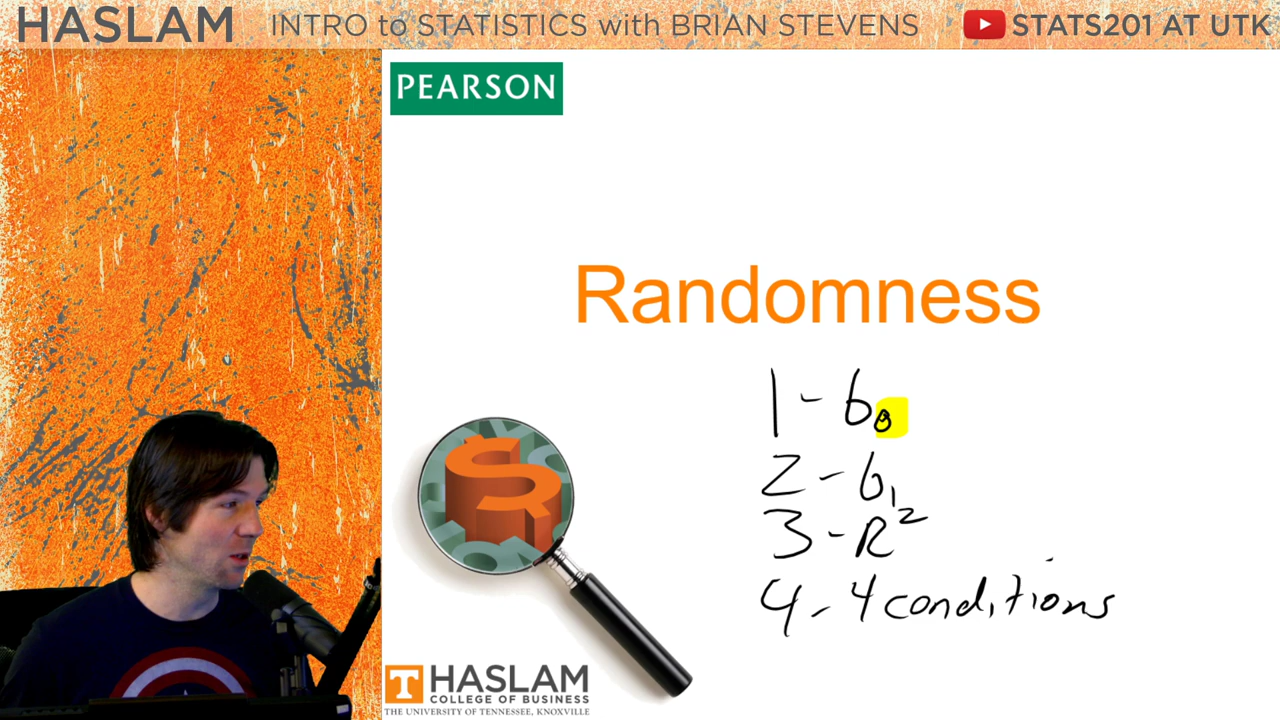 HASLAM INTRO to STATISTICS with BRIAN STEVENS STATS201 AT UTK
PEARSON
Randomness
1 - b0
2 - b1
3 - R²
4 - 4 conditions
T HASLAM
COLLEGE OF BUSINESS
THE UNIVERSITY OF TENNESSEE, KNOXVILLE